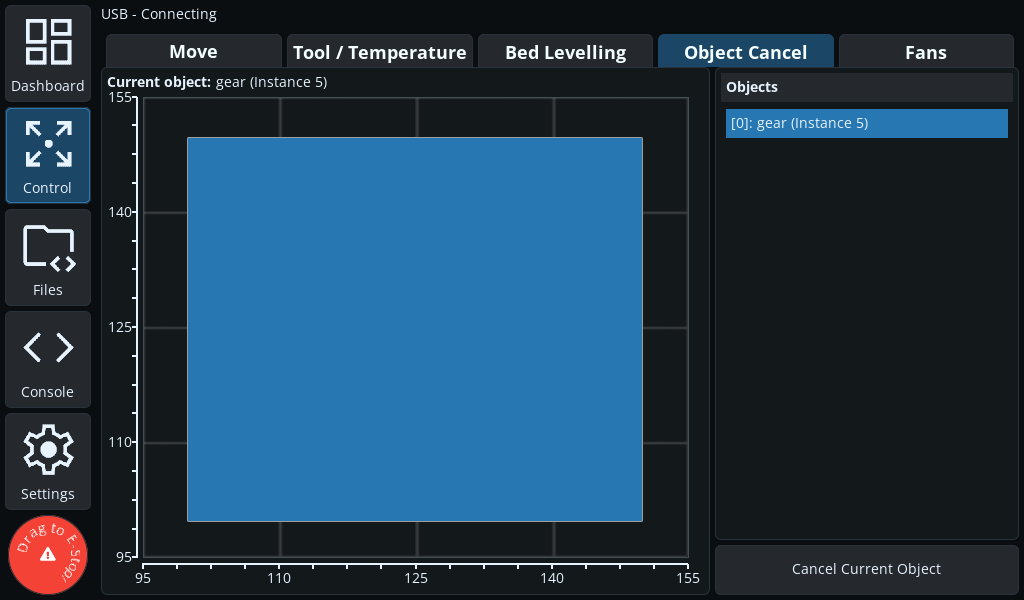 USB - Connecting
Dashboard
Control
Files
Console
Settings
Drag to E-Stop!
Move
Tool / Temperature
Bed Levelling
Object Cancel
Fans
Current object: gear (Instance 5)
155
140
125
110
95
95
110
125
140
155
Objects
[0]: gear (Instance 5)
Cancel Current Object